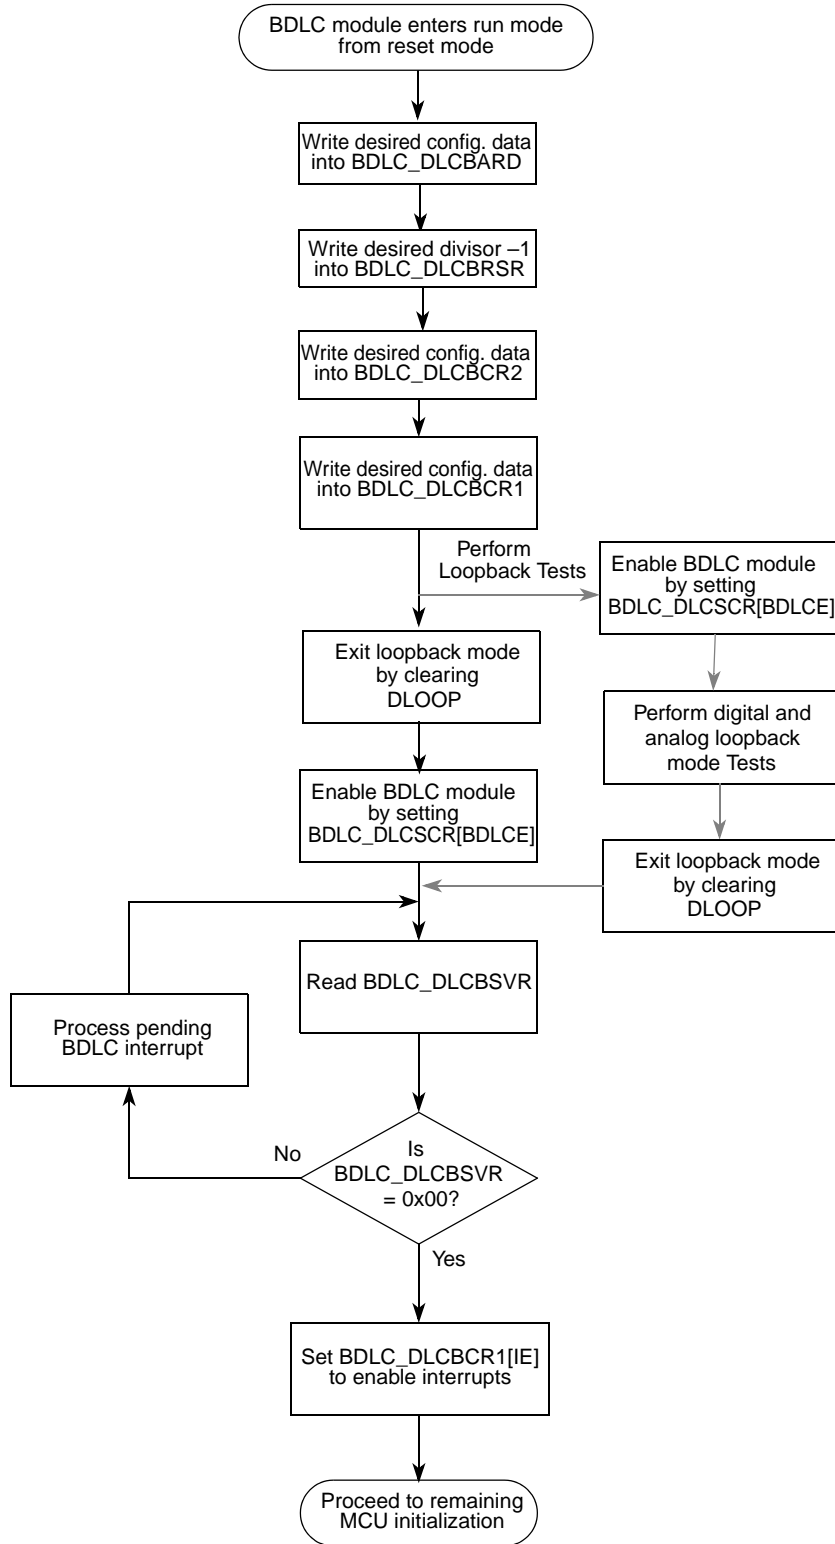 BDLC module enters run mode
from reset mode
Write desired config. data
into BDLC_DLCBARD
Write desired divisor –1
into BDLC_DLCBRSR
Write desired config. data
into BDLC_DLCBCR2
Write desired config. data
into BDLC_DLCBCR1
Perform
Loopback Tests
Enable BDLC module
by setting
BDLC_DLCSCR[BDLCE]
Exit loopback mode
by clearing
DLOOP
Perform digital and
analog loopback
mode Tests
Enable BDLC module
by setting
BDLC_DLCSCR[BDLCE]
Exit loopback mode
by clearing
DLOOP
Read BDLC_DLCBSVR
Process pending
BDLC interrupt
No
Is
BDLC_DLCBSVR
= 0x00?
Yes
Set BDLC_DLCBCR1[IE]
to enable interrupts
Proceed to remaining
MCU initialization